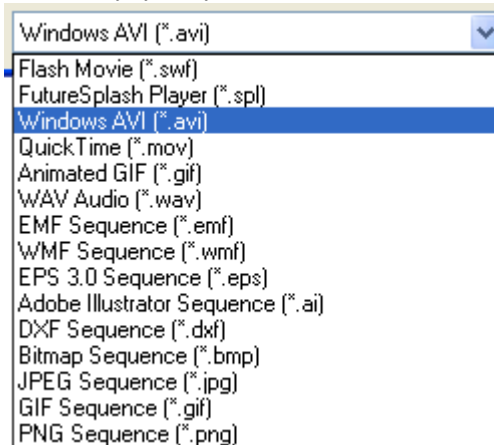 Windows AVI (*.avi)
Flash Movie (*.swf)
FutureSplash Player (*.spl)
Windows AVI (*.avi)
QuickTime (*.mov)
Animated GIF (*.gif)
WAV Audio (*.wav)
EMF Sequence (*.emf)
WMF Sequence (*.wmf)
EPS 3.0 Sequence (*.eps)
Adobe Illustrator Sequence (*.ai)
DXF Sequence (*.dxf)
Bitmap Sequence (*.bmp)
JPEG Sequence (*.jpg)
GIF Sequence (*.gif)
PNG Sequence (*.png)